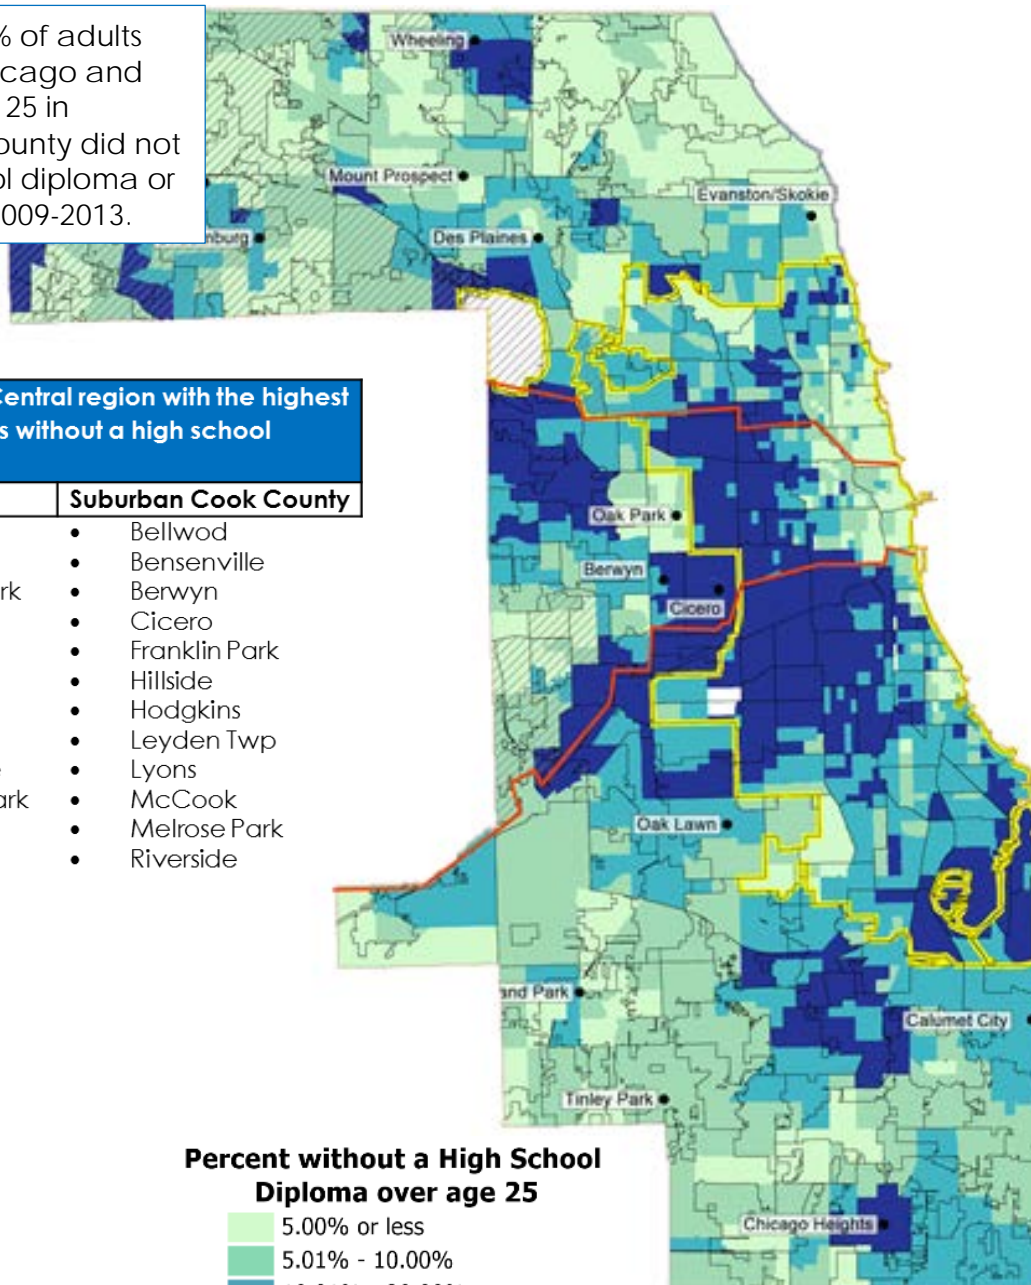 % of adults
cago and
25 in
ounty did not
ol diploma or
009-2013.
Wheeling
Mount Prospect
Evanston/Skokie
nburg
Des Plaines
Central region with the highest
s without a high school
Suburban Cook County
• Bellwod
• Bensenville
rk • Berwyn
• Cicero
• Franklin Park
• Hillside
• Hodgkins
• Leyden Twp
• Lyons
ark • McCook
• Melrose Park
• Riverside
Oak Park
Berwyn
Cicero
Oak Lawn
and Park
Calumet City
Tinley Park
Chicago Heights
Percent without a High School
Diploma over age 25
5.00% or less
5.01% - 10.00%